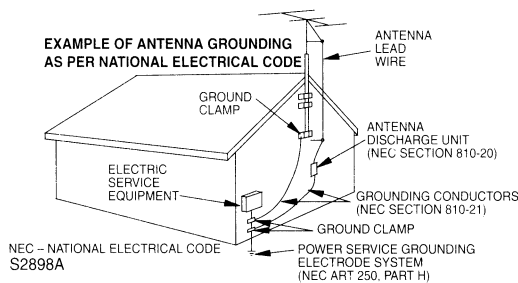 EXAMPLE OF ANTENNA GROUNDING
AS PER NATIONAL ELECTRICAL CODE
ANTENNA
LEAD
WIRE
GROUND
CLAMP
ANTENNA
DISCHARGE UNIT
(NEC SECTION 810-20)
ELECTRIC
SERVICE
EQUIPMENT
GROUNDING CONDUCTORS
(NEC SECTION 810-21)
GROUND CLAMP
POWER SERVICE GROUNDING
ELECTRODE SYSTEM
(NEC ART 250, PART H)
NEC – NATIONAL ELECTRICAL CODE
S2898A